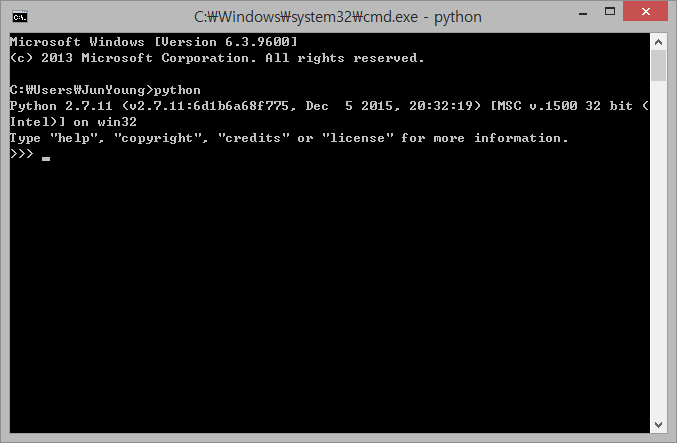 C:₩Windows₩system32₩cmd.exe - python
Microsoft Windows [Version 6.3.9600]
(c) 2013 Microsoft Corporation. All rights reserved.
C:₩Users₩JunYoung>python
Python 2.7.11 (v2.7.11:6d1b6a68f775, Dec  5 2015, 20:32:19) [MSC v.1500 32 bit (
Intel)] on win32
Type "help", "copyright", "credits" or "license" for more information.
>>>